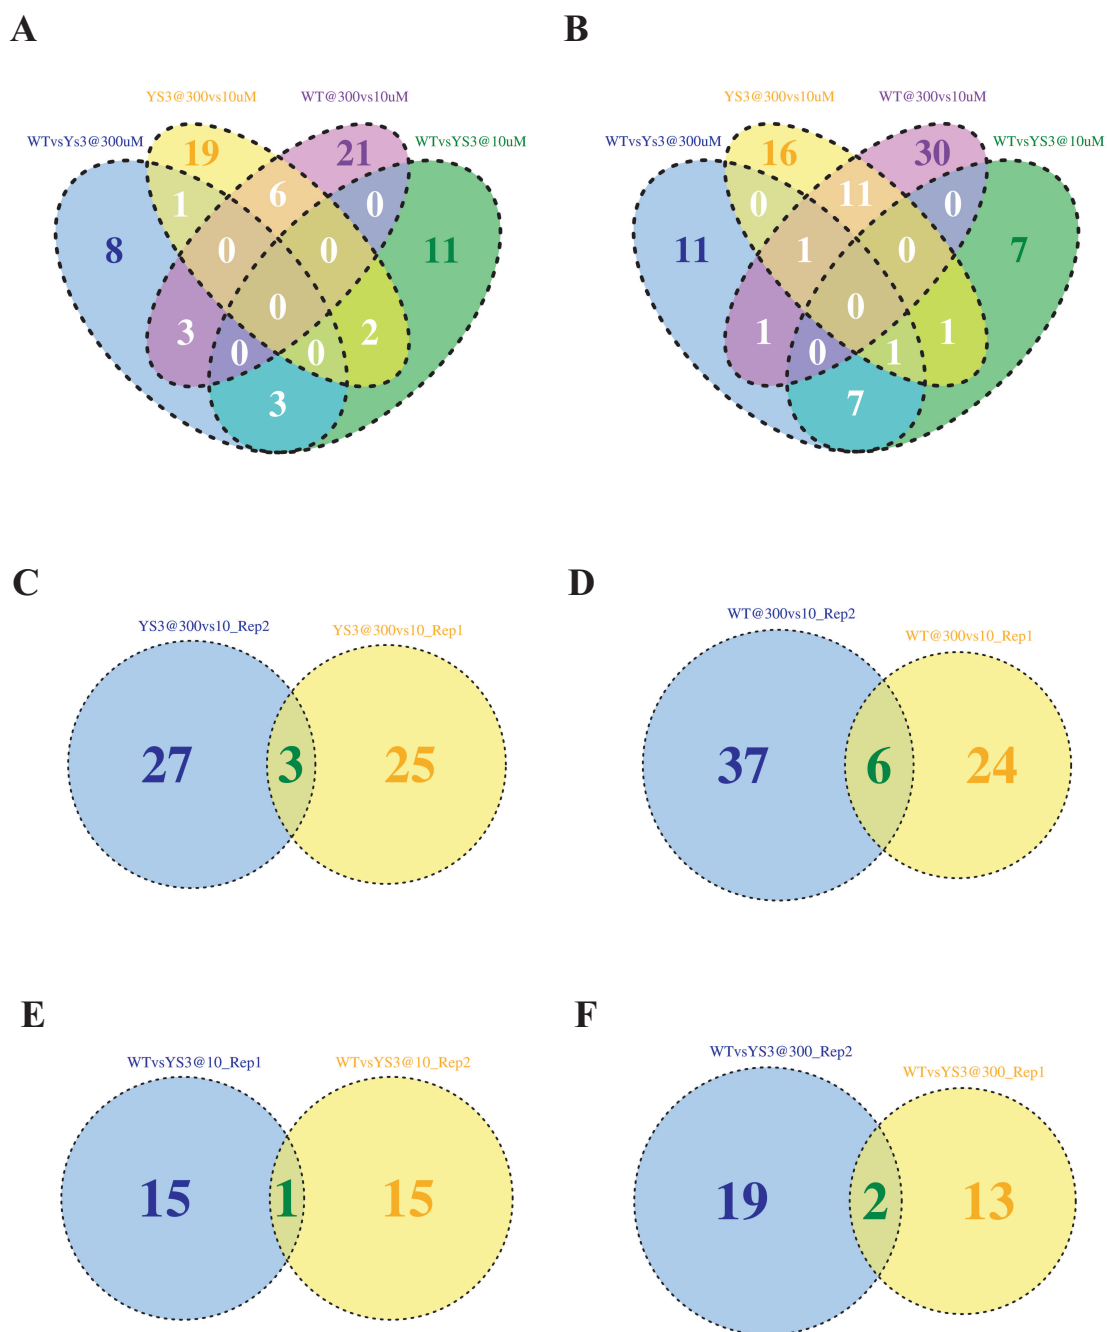 A
B
YS3@300vs10uM
WT@300vs10uM
WTvsYs3@300uM
WTvsYS3@10uM
19
21
1
6
0
8
0
0
11
0
3
0
0
2
3
YS3@300vs10uM
WT@300vs10uM
WTvsYs3@300uM
WTvsYS3@10uM
16
30
0
11
0
11
1
0
7
0
1
0
1
1
7
C
D
YS3@300vs10_Rep2
YS3@300vs10_Rep1
27
3
25
WT@300vs10_Rep2
WT@300vs10_Rep1
37
6
24
E
F
WTvsYS3@10_Rep1
WTvsYS3@10_Rep2
15
1
15
WTvsYS3@300_Rep2
WTvsYS3@300_Rep1
19
2
13